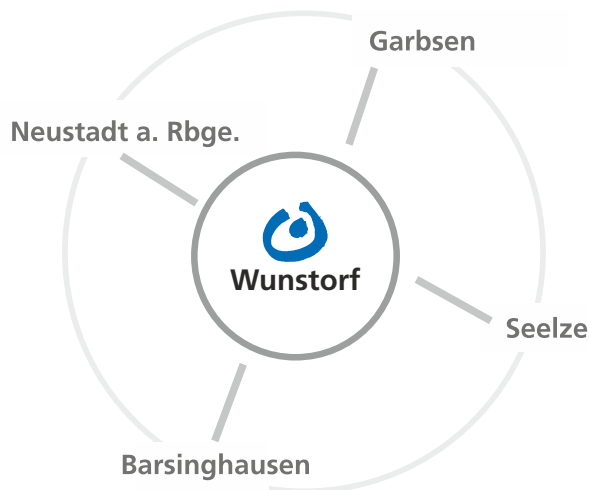 Garbsen
Neustadt a. Rbge.
Wunstorf
Seelze
Barsinghausen